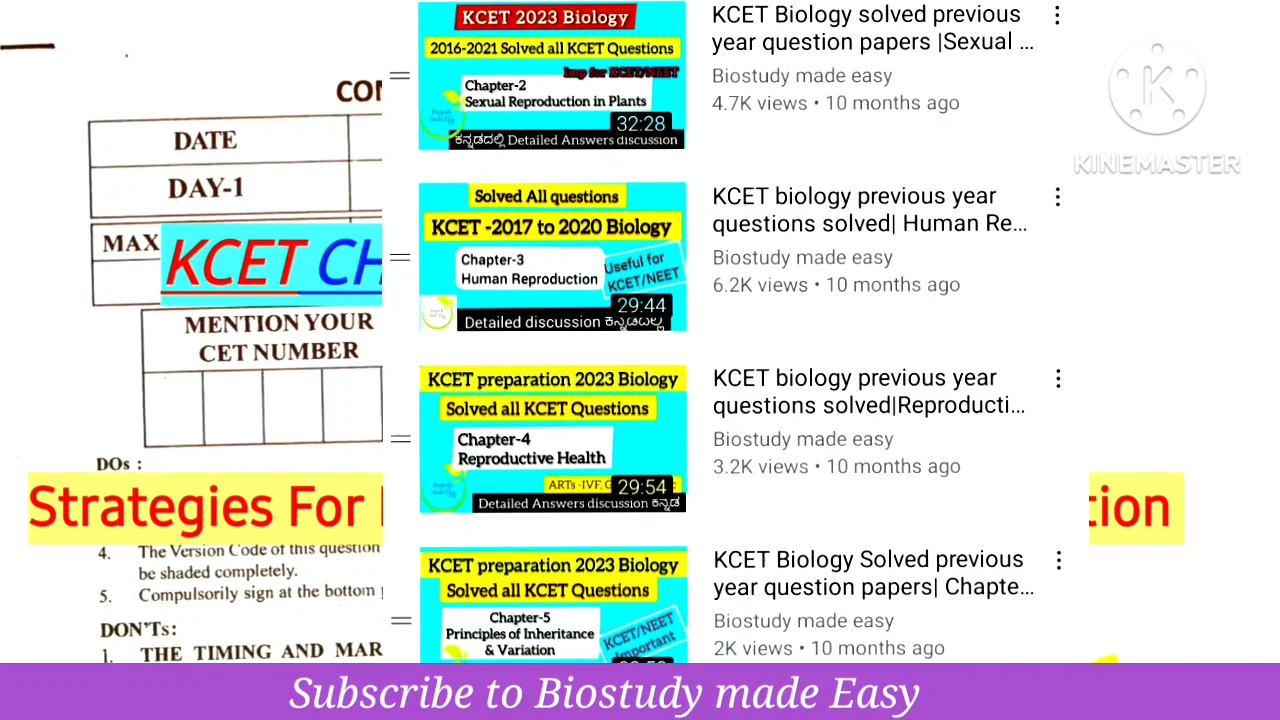 CO
DATE
DAY-1
MAX
KCET CH
MENTION YOUR
CET NUMBER
DOs :
Strategies For
tion
4. The Version Code of this question
be shaded completely.
5. Compulsorily sign at the bottom
DON'Ts:
1. THE TIMING AND MAR
KCET 2023 Biology
2016-2021 Solved all KCET Questions
Imp for KCET/NEET
Chapter-2
Sexual Reproduction in Plants
32:28
ಕನ್ನಡದಲ್ಲಿ Detailed Answers discussion
KCET Biology solved previous
year question papers |Sexual ...
Biostudy made easy
4.7K views • 10 months ago
Solved All questions
KCET -2017 to 2020 Biology
Chapter-3
Human Reproduction
Useful for
KCET/NEET
29:44
Detailed discussion ಕನ್ನಡದಲ್ಲಿ
KCET biology previous year
questions solved| Human Re...
Biostudy made easy
6.2K views • 10 months ago
KCET preparation 2023 Biology
Solved all KCET Questions
Chapter-4
Reproductive Health
ARTs -IVF, G
29:54
Detailed Answers discussion ಕನ್ನಡ
KCET biology previous year
questions solved|Reproducti...
Biostudy made easy
3.2K views • 10 months ago
KCET preparation 2023 Biology
Solved all KCET Questions
Chapter-5
Principles of Inheritance
& Variation
KCET/NEET
Important
KCET Biology Solved previous
year question papers| Chapte...
Biostudy made easy
2K views • 10 months ago
K
KINEMASTER
Subscribe to Biostudy made Easy